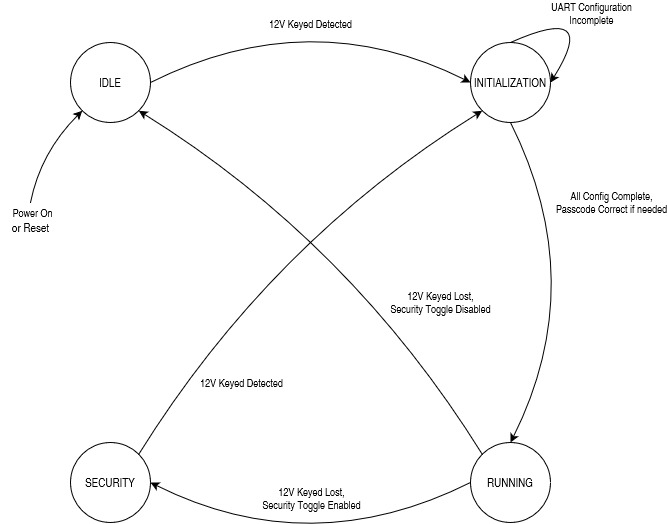 UART Configuration
Incomplete
12V Keyed Detected
IDLE
INITIALIZATION
All Config Complete,
Passcode Correct if needed
Power On
or Reset
12V Keyed Lost,
Security Toggle Disabled
12V Keyed Detected
SECURITY
RUNNING
12V Keyed Lost,
Security Toggle Enabled